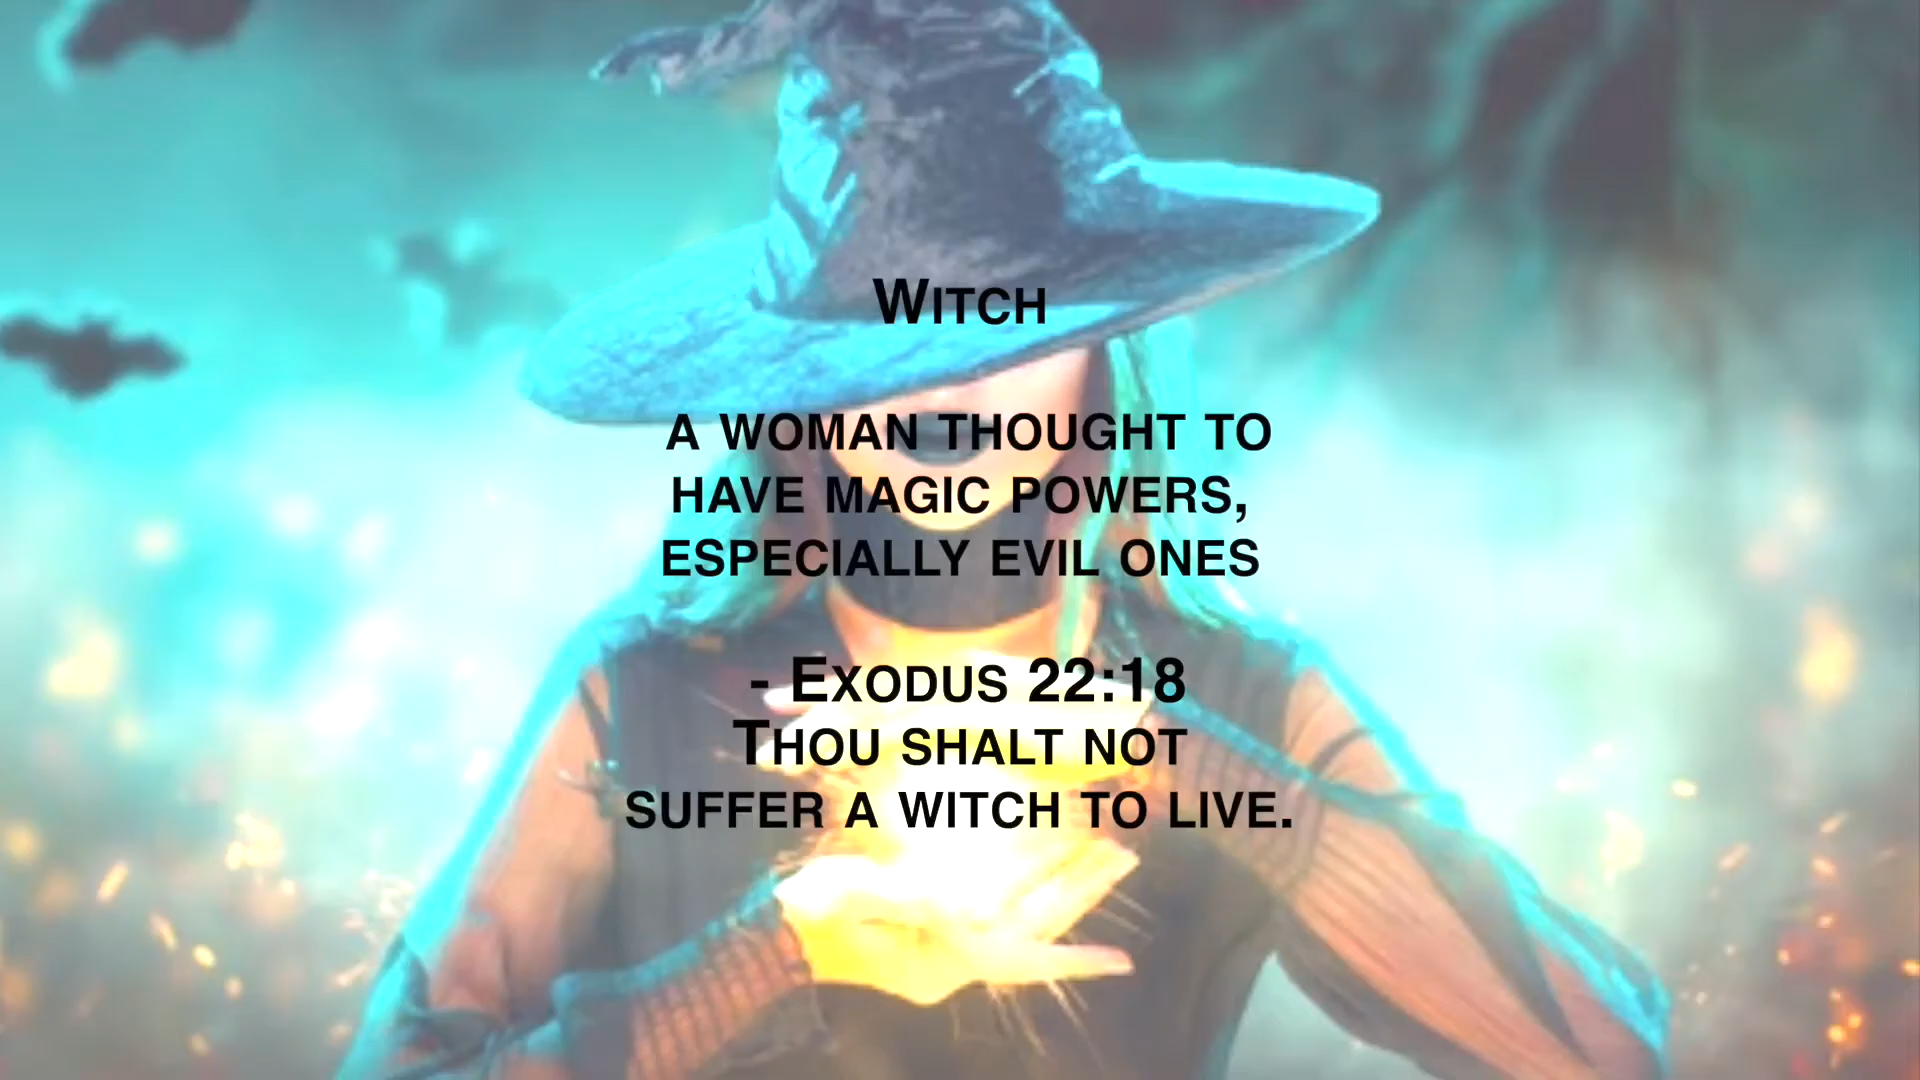 Witch
a woman thought to
have magic powers,
especially evil ones
- Exodus 22:18
Thou shalt not
suffer a witch to live.